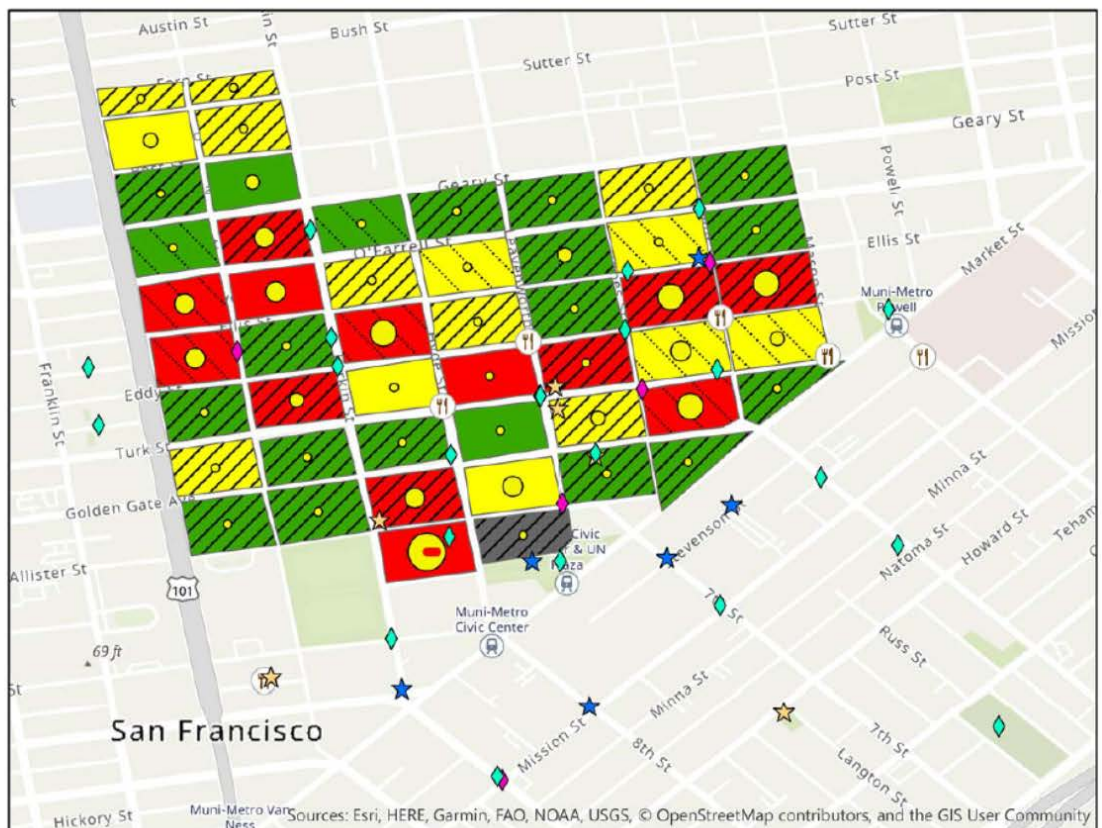 Austin St
Bush St
Sutter St
Sutter St
Post St
Geary St
Powell St
Geary St
O'Farrell St
Ellis St
Market St
Mission
Muni-Metro
Powell
Franklin St
Eddy
Turk St
Golden Gate Ave
Allister St
101
Minna St
Natoma St
Howard St
Teham
Stevenson St
Civic
& UN
Plaza
7th St
Muni-Metro
Civic Center
Russ St
69 ft
St
San Francisco
Minna St
Mission St
8th St
7th St
Langton St
Hickory St
Muni-Metro Van
Ness
Sources: Esri, HERE, Garmin, FAO, NOAA, USGS, © OpenStreetMap contributors, and the GIS User Community